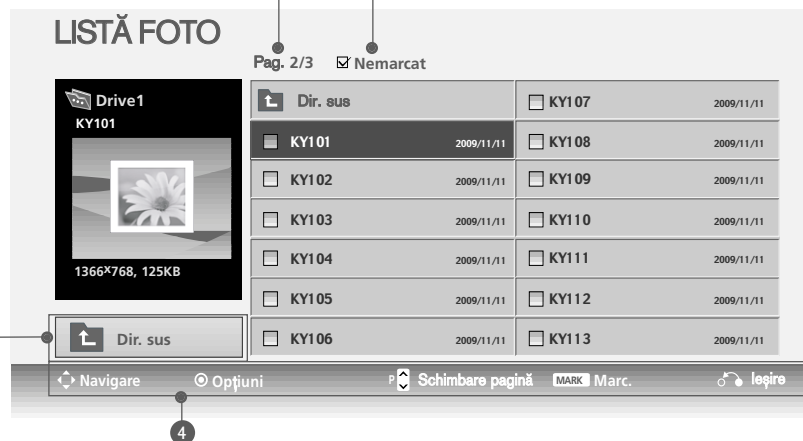 LISTĂ FOTO
Pag. 2/3 Nemarcat
Drive1
KY101
1366x768, 125KB
Dir. sus
Dir. sus
KY101 2009/11/11
KY102 2009/11/11
KY103 2009/11/11
KY104 2009/11/11
KY105 2009/11/11
KY106 2009/11/11
KY107 2009/11/11
KY108 2009/11/11
KY109 2009/11/11
KY110 2009/11/11
KY111 2009/11/11
KY112 2009/11/11
KY113 2009/11/11
Navigare Opţiuni P Schimbare pagină MARK Marc. Ieşire
4